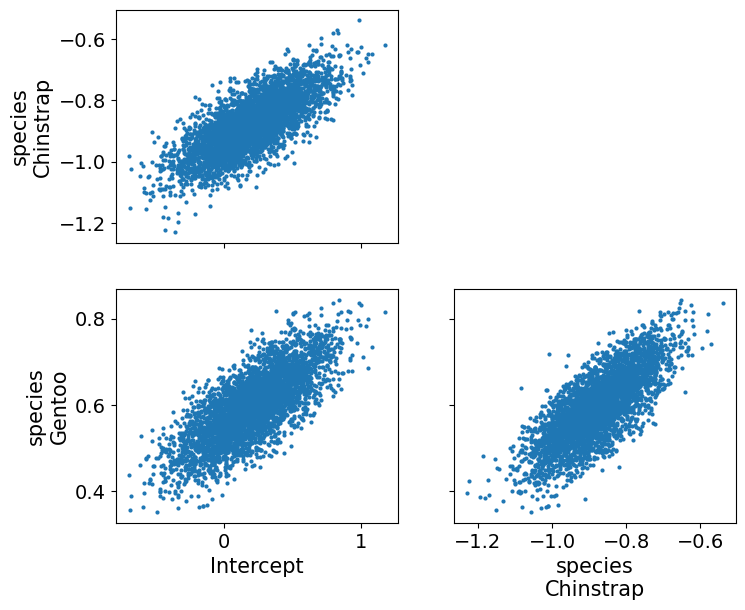 −0.6
−0.8
−1.0
−1.2
species
Chinstrap
0.8
0.6
0.4
species
Gentoo
0 1
Intercept
−1.2 −1.0 −0.8 −0.6
species
Chinstrap